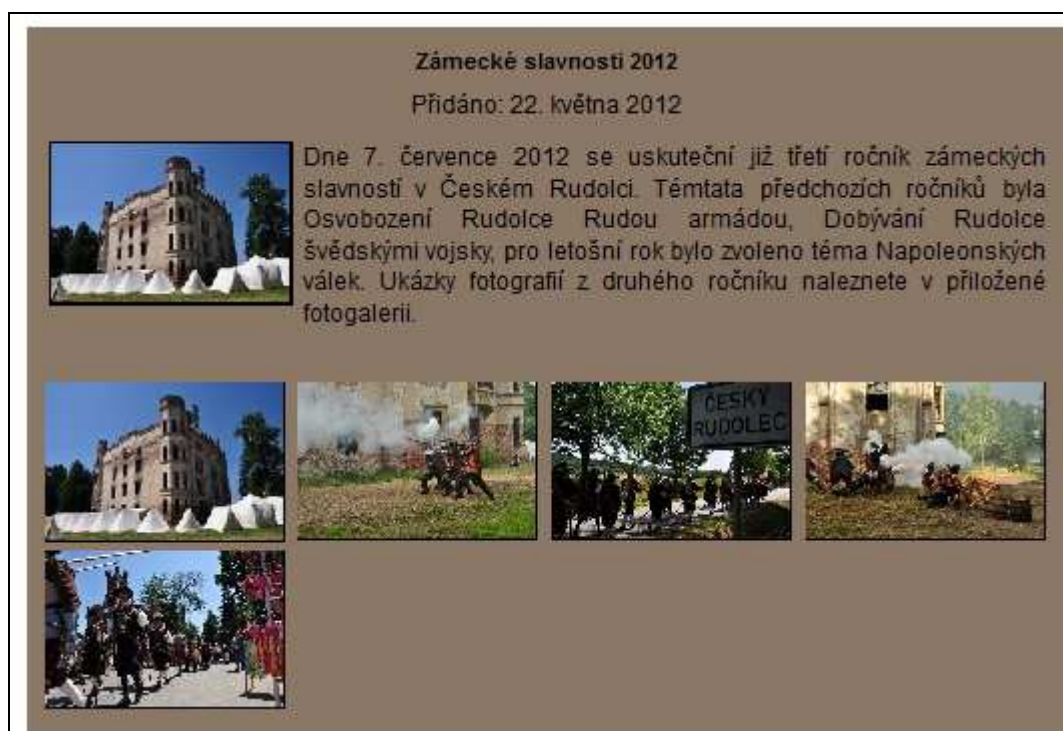 Zámecké slavnosti 2012
Přidáno: 22. května 2012
Dne 7. července 2012 se uskuteční již třetí ročník zámeckých
slavností v Českém Rudolci. Témtata předchozích ročníků byla
Osvobození Rudolce Rudou armádou, Dobývání Rudolce
švédskými vojsky, pro letošní rok bylo zvoleno téma Napoleonských
válek. Ukázky fotografií z druhého ročníku naleznete v přiložené
fotogalerii.
ČESKÝ
RUDOLEC